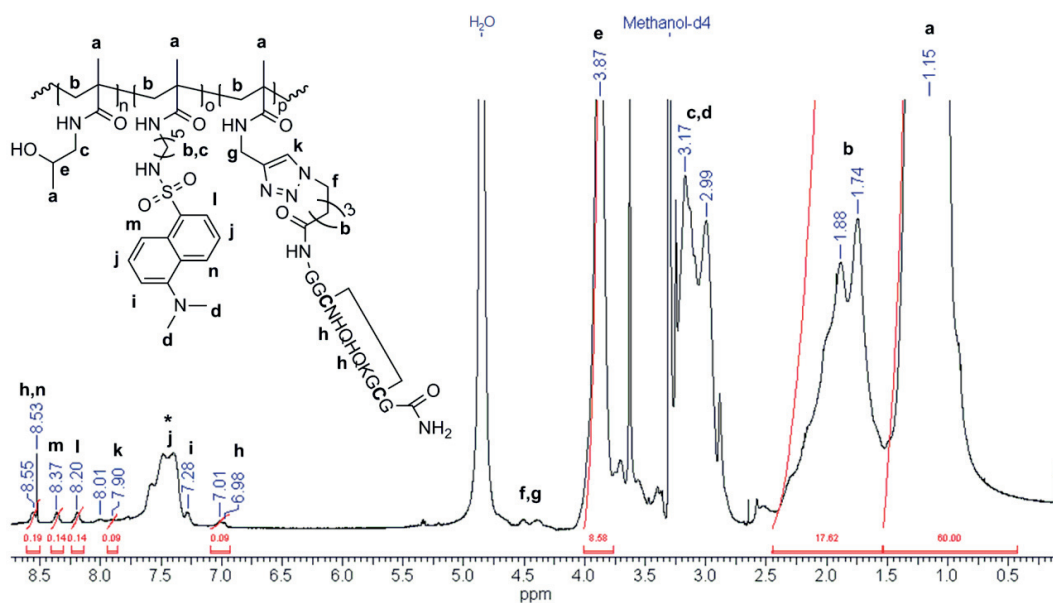 H₂O
Methanol-d4
e
3.87
a
1.15
a a a
b b b
n o p
HN O HN O HN O
HO c 5 g k
e b,c N
a HN N=N f
O S O O 3
m l b
j j HN
n
i N d
d
GGCNHQHQKGCG
h
h
O
NH₂
c,d
3.17
2.99
b
1.88
1.74
h,n
8.55
8.53
m
8.37
l
8.20
8.01
k
7.90
*
j
i
7.28
h
7.01
6.98
f,g
0.19 0.14 0.14 0.09 0.09 8.58 17.62 60.00
8.5 8.0 7.5 7.0 6.5 6.0 5.5 5.0 4.5 4.0 3.5 3.0 2.5 2.0 1.5 1.0 0.5
ppm